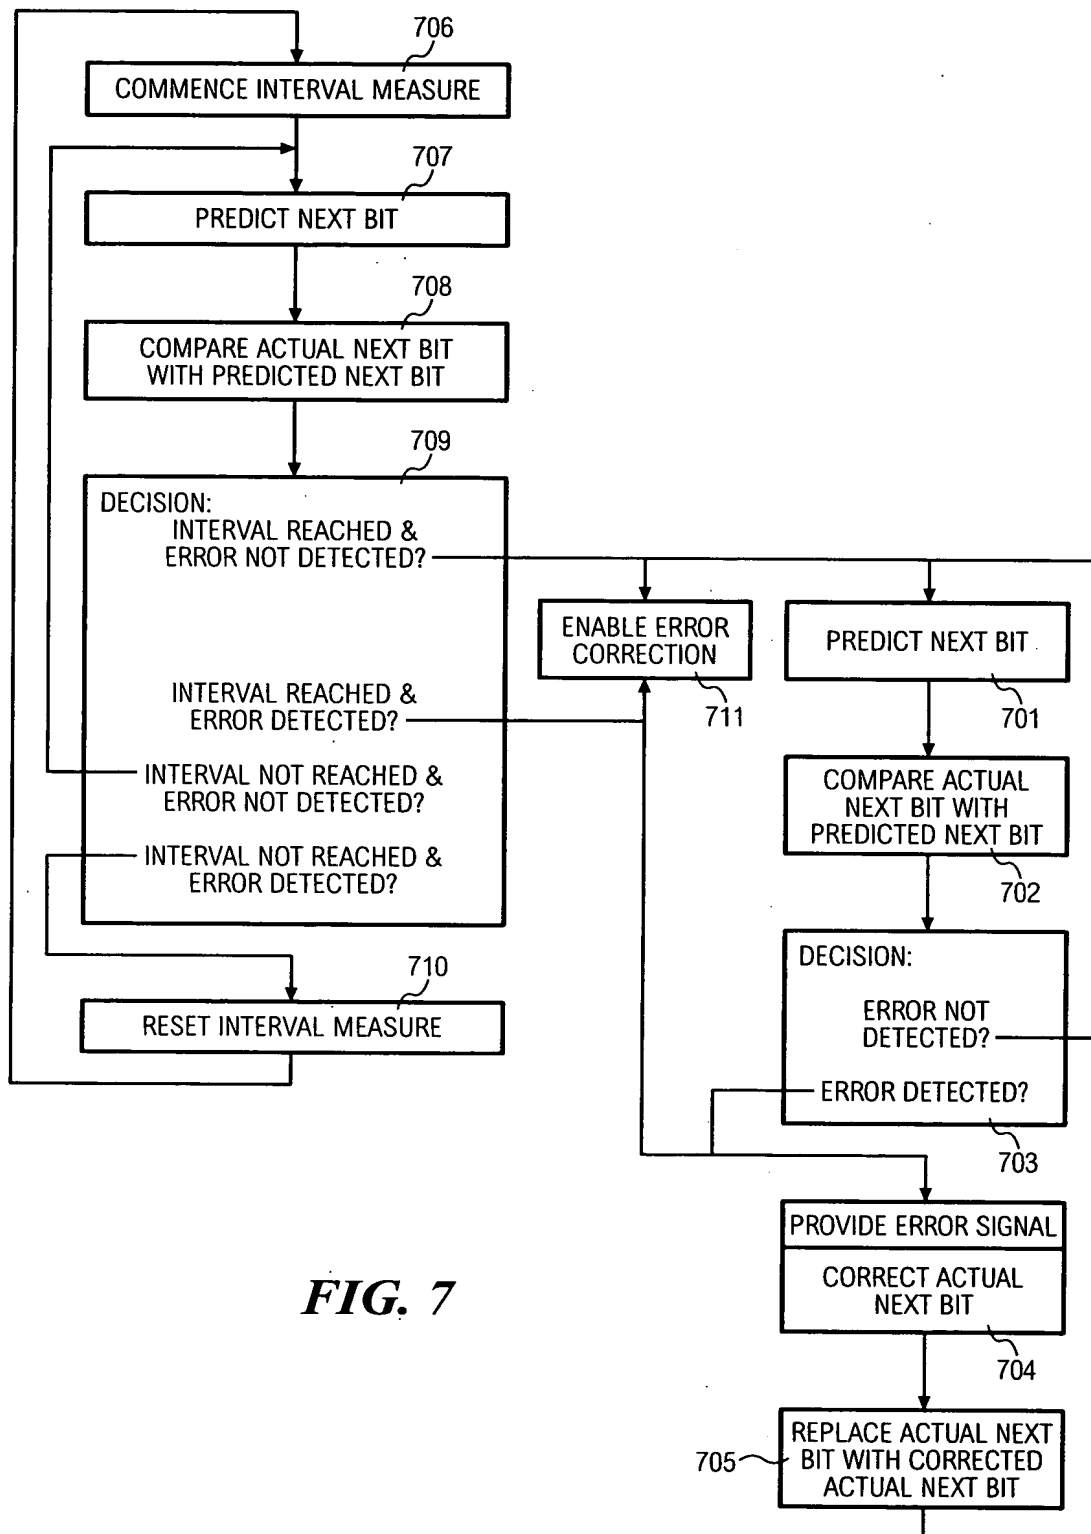 706
COMMENCE INTERVAL MEASURE
707
PREDICT NEXT BIT
708
COMPARE ACTUAL NEXT BIT
WITH PREDICTED NEXT BIT
709
DECISION:
INTERVAL REACHED &
ERROR NOT DETECTED?
INTERVAL REACHED &
ERROR DETECTED?
INTERVAL NOT REACHED &
ERROR NOT DETECTED?
INTERVAL NOT REACHED &
ERROR DETECTED?
710
RESET INTERVAL MEASURE
ENABLE ERROR
CORRECTION
711
PREDICT NEXT BIT
701
COMPARE ACTUAL
NEXT BIT WITH
PREDICTED NEXT BIT
702
DECISION:
ERROR NOT
DETECTED?
ERROR DETECTED?
703
PROVIDE ERROR SIGNAL
CORRECT ACTUAL
NEXT BIT
704
REPLACE ACTUAL NEXT
BIT WITH CORRECTED
ACTUAL NEXT BIT
705
FIG. 7